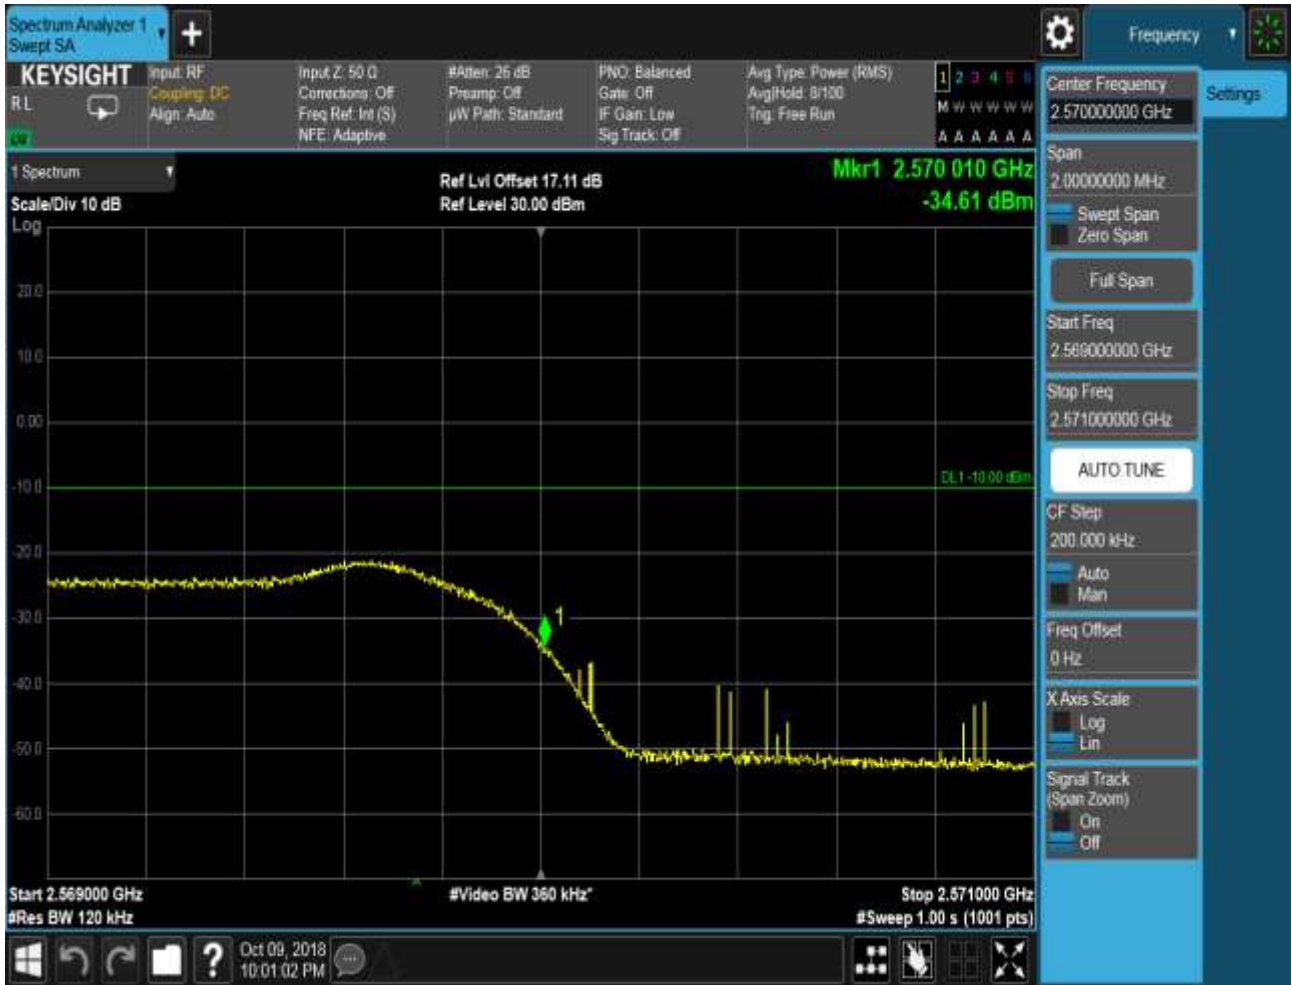 Spectrum Analyzer 1
Swept SA
Frequency
KEYSIGHT
R L
LXI
Input: RF
Coupling: DC
Align: Auto
Input Z: 50 Ω
Corrections: Off
Freq Ref: Int (S)
NFE: Adaptive
#Atten: 26 dB
Preamp: Off
µW Path: Standard
PNO: Balanced
Gate: Off
IF Gain: Low
Sig Track: Off
Avg Type: Power (RMS)
Avg|Hold: 8/100
Trig: Free Run
1 2 3 4 5 6
M W W W W W
A A A A A A
1 Spectrum
Scale/Div 10 dB
Log
Ref Lvl Offset 17.11 dB
Ref Level 30.00 dBm
Mkr1 2.570 010 GHz
-34.61 dBm
20.0
10.0
0.00
-10.0
-20.0
-30.0
-40.0
-50.0
-60.0
DL1 -10.00 dBm
1
Start 2.569000 GHz
#Res BW 120 kHz
#Video BW 360 kHz*
Stop 2.571000 GHz
#Sweep 1.00 s (1001 pts)
Center Frequency
2.570000000 GHz
Settings
Span
2.00000000 MHz
Swept Span
Zero Span
Full Span
Start Freq
2.569000000 GHz
Stop Freq
2.571000000 GHz
AUTO TUNE
CF Step
200.000 kHz
Auto
Man
Freq Offset
0 Hz
X Axis Scale
Log
Lin
Signal Track
(Span Zoom)
On
Off
?
Oct 09, 2018
10:01:02 PM